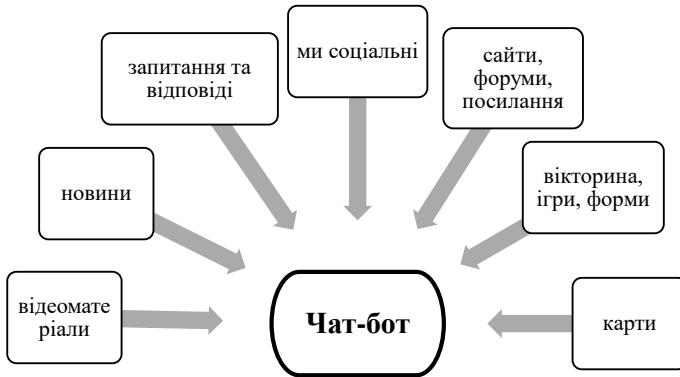 ми соціальні
запитання та
відповіді
сайти,
форуми,
посилання
новини
вікторина,
ігри, форми
відеомате
ріали
Чат-бот
карти